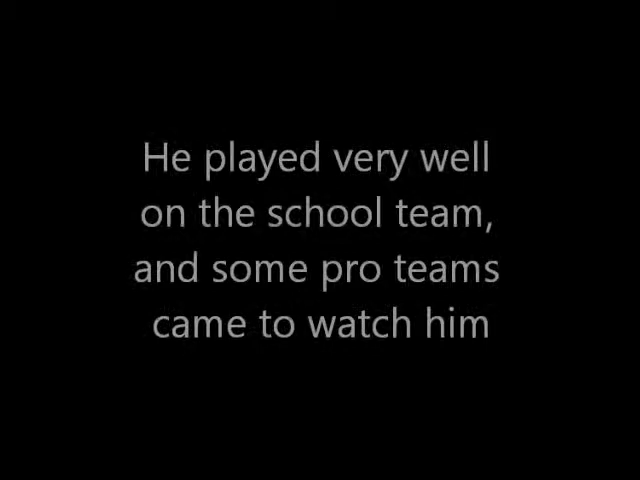 He played very well
on the school team,
and some pro teams
came to watch him